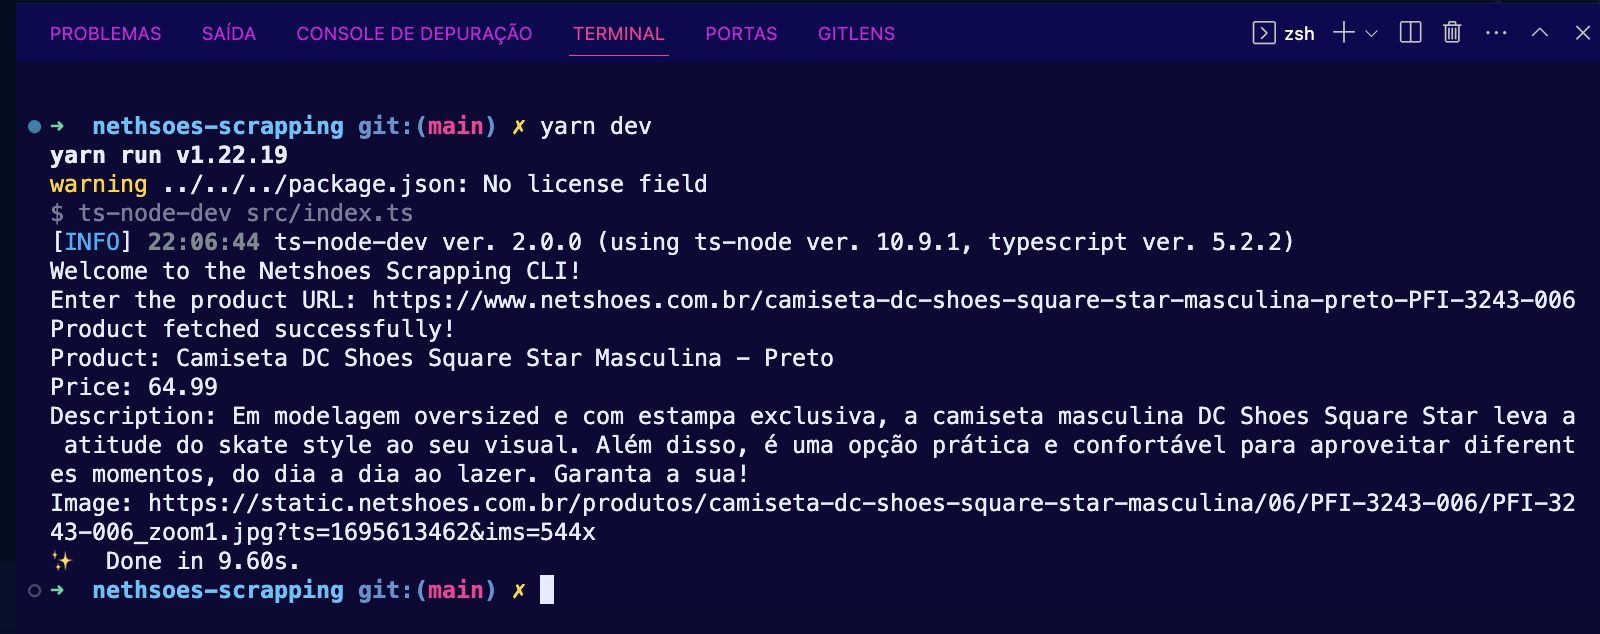 PROBLEMAS SAÍDA CONSOLE DE DEPURAÇÃO TERMINAL PORTAS GITLENS zsh
➜ nethsoes-scrapping git:(main) ✗ yarn dev
yarn run v1.22.19
warning ../../../package.json: No license field
$ ts-node-dev src/index.ts
[INFO] 22:06:44 ts-node-dev ver. 2.0.0 (using ts-node ver. 10.9.1, typescript ver. 5.2.2)
Welcome to the Netshoes Scrapping CLI!
Enter the product URL: https://www.netshoes.com.br/camiseta-dc-shoes-square-star-masculina-preto-PFI-3243-006
Product fetched successfully!
Product: Camiseta DC Shoes Square Star Masculina - Preto
Price: 64.99
Description: Em modelagem oversized e com estampa exclusiva, a camiseta masculina DC Shoes Square Star leva a
atitude do skate style ao seu visual. Além disso, é uma opção prática e confortável para aproveitar diferent
es momentos, do dia a dia ao lazer. Garanta a sua!
Image: https://static.netshoes.com.br/produtos/camiseta-dc-shoes-square-star-masculina/06/PFI-3243-006/PFI-32
43-006_zoom1.jpg?ts=1695613462&ims=544x
✨ Done in 9.60s.
➜ nethsoes-scrapping git:(main) ✗